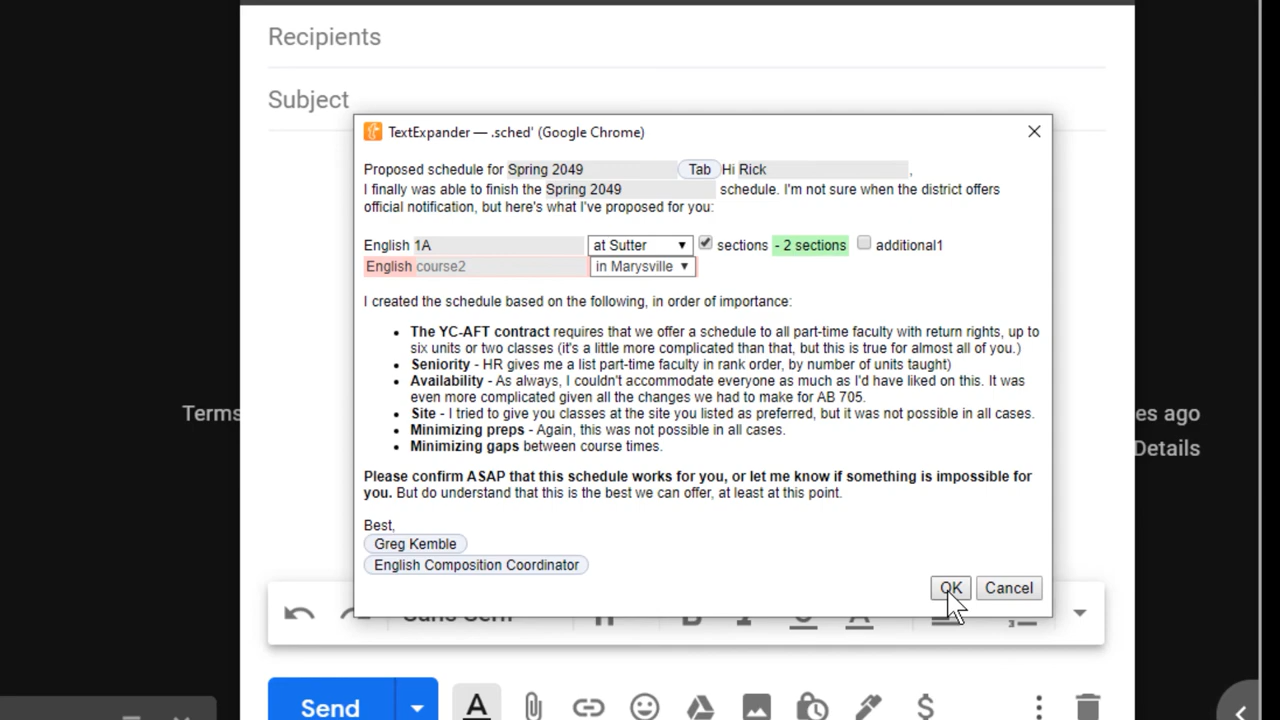 Recipients
Subject
TextExpander — .sched' (Google Chrome)
Proposed schedule for Spring 2049 Tab Hi Rick ,
I finally was able to finish the Spring 2049 schedule. I'm not sure when the district offers
official notification, but here's what I've proposed for you:
English 1A at Sutter sections - 2 sections additional1
English course2 in Marysville
I created the schedule based on the following, in order of importance:
• The YC-AFT contract requires that we offer a schedule to all part-time faculty with return rights, up to
six units or two classes (it's a little more complicated than that, but this is true for almost all of you.)
• Seniority - HR gives me a list part-time faculty in rank order, by number of units taught)
• Availability - As always, I couldn't accommodate everyone as much as I'd have liked on this. It was
even more complicated given all the changes we had to make for AB 705.
• Site - I tried to give you classes at the site you listed as preferred, but it was not possible in all cases.
• Minimizing preps - Again, this was not possible in all cases.
• Minimizing gaps between course times.
Please confirm ASAP that this schedule works for you, or let me know if something is impossible for
you. But do understand that this is the best we can offer, at least at this point.
Best,
Greg Kemble
English Composition Coordinator
OK Cancel
Terms
es ago
Details
Sans Serif
Send A